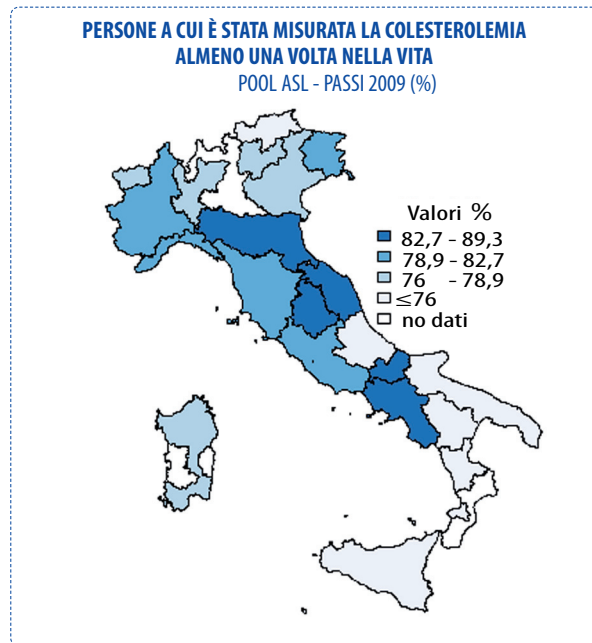 PERSONE A CUI È STATA MISURATA LA COLESTEROLEMIA
ALMENO UNA VOLTA NELLA VITA
POOL ASL - PASSI 2009 (%)
Valori %
82,7 - 89,3
78,9 - 82,7
76 - 78,9
≤76
no dati